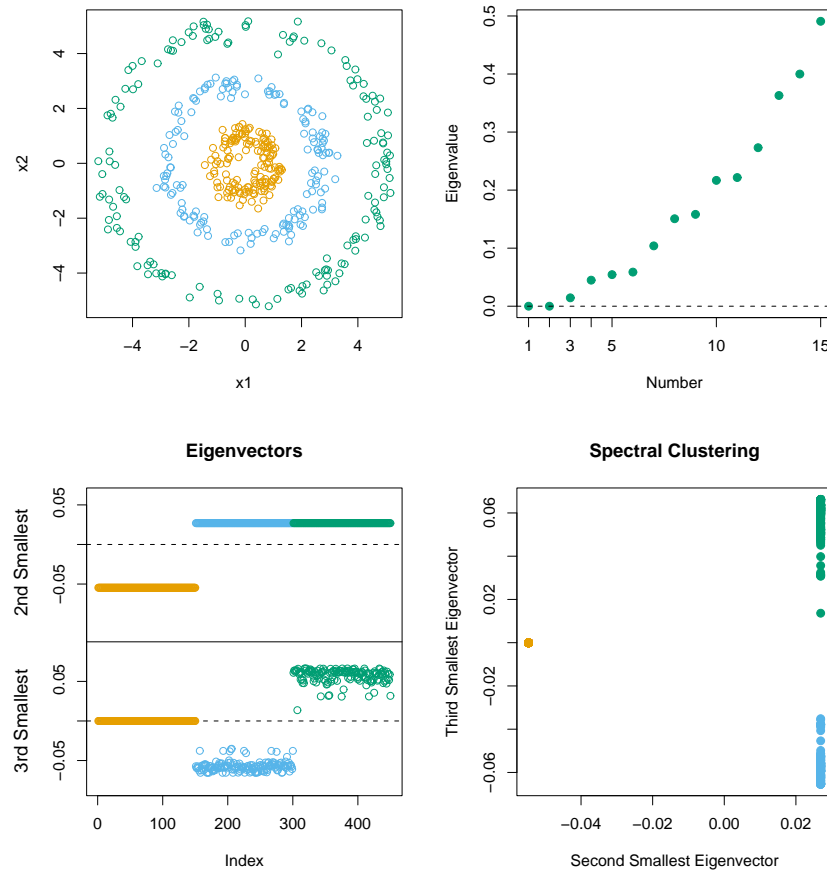 4
2
0
−2
−4
x2
−4 −2 0 2 4
x1
0.5
0.4
0.3
0.2
0.1
0.0
Eigenvalue
1 3 5 10 15
Number
Eigenvectors
0.05
−0.05
2nd Smallest
0.05
−0.05
3rd Smallest
0 100 200 300 400
Index
Spectral Clustering
0.06
0.02
−0.02
−0.06
Third Smallest Eigenvector
−0.04 −0.02 0.00 0.02
Second Smallest Eigenvector